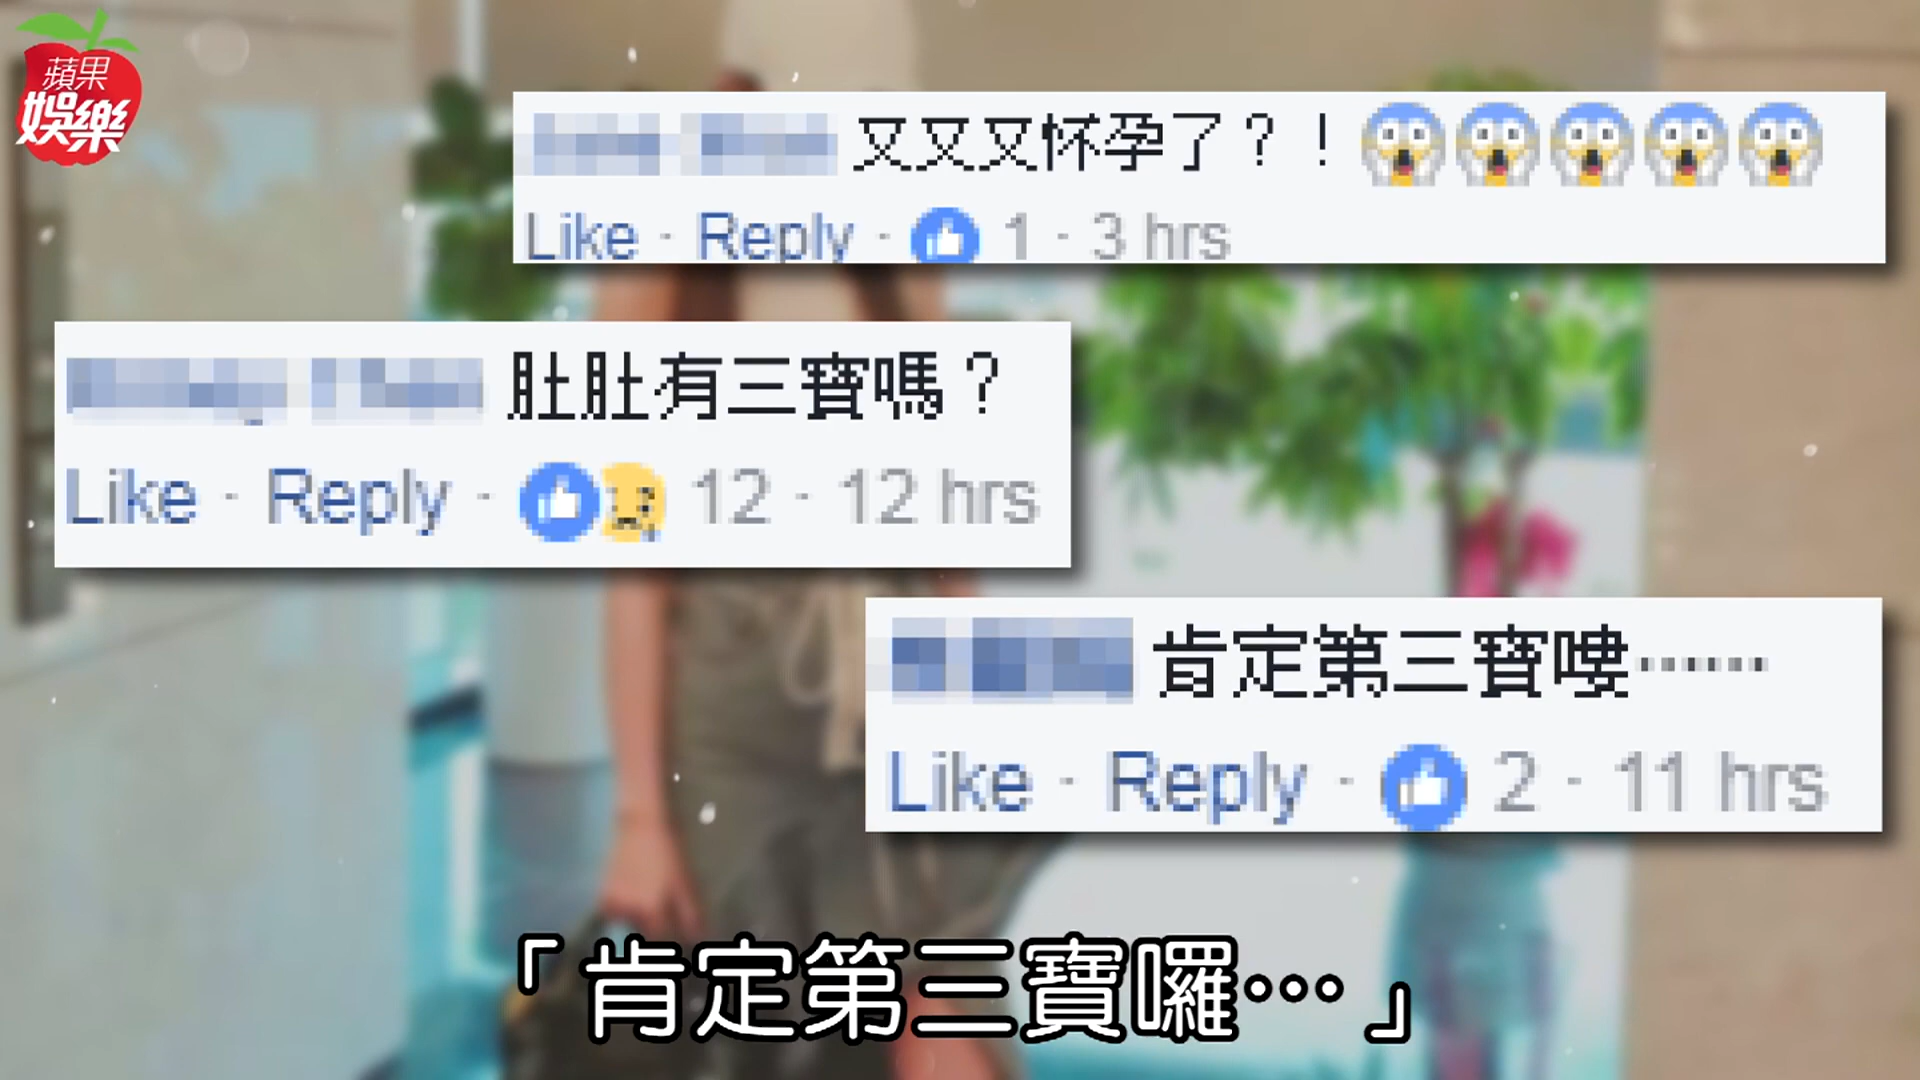 蘋果
娛樂
又又又怀孕了？！😱😱😱😱😱
Like · Reply · 1 · 3 hrs
肚肚有三寶嗎？
Like · Reply · 12 · 12 hrs
肯定第三寶嘍……
Like · Reply · 2 · 11 hrs
「肯定第三寶囉…」